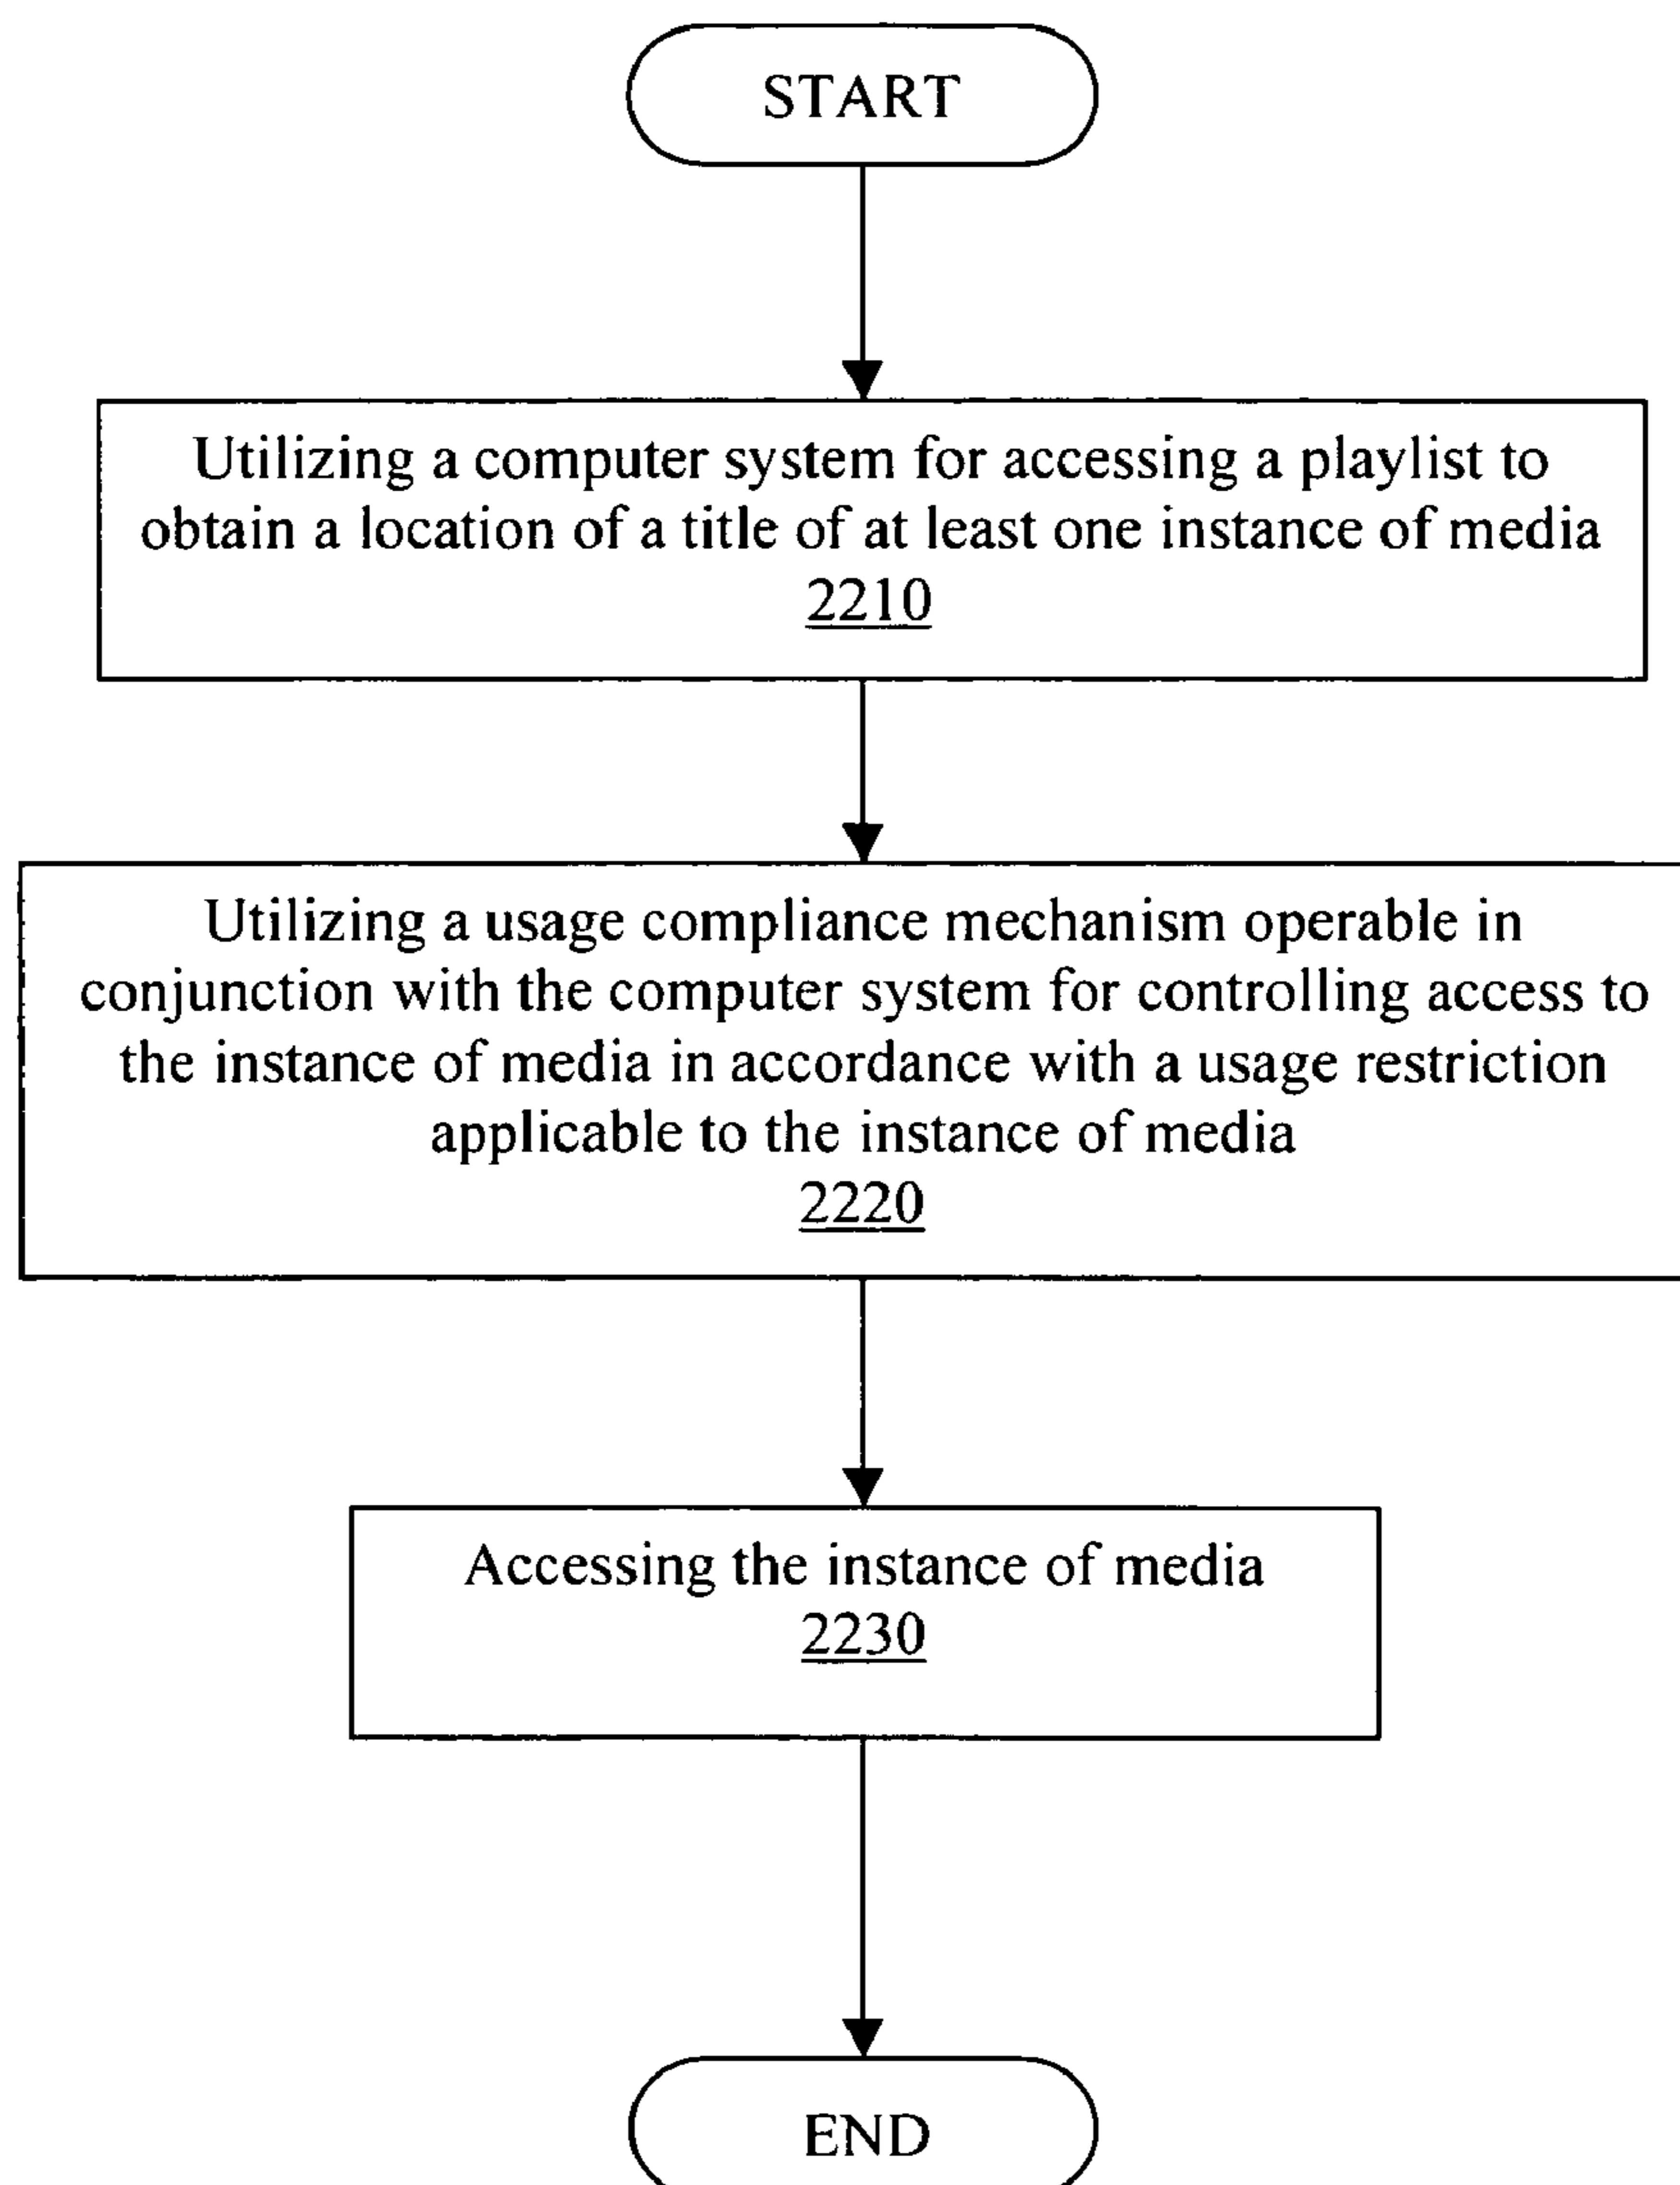 START
Utilizing a computer system for accessing a playlist to
obtain a location of a title of at least one instance of media
2210
Utilizing a usage compliance mechanism operable in
conjunction with the computer system for controlling access to
the instance of media in accordance with a usage restriction
applicable to the instance of media
2220
Accessing the instance of media
2230
END